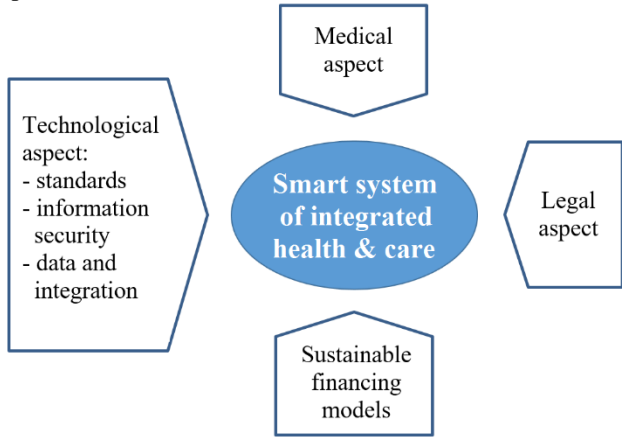 Medical
aspect
Technological
aspect:
- standards
- information
security
- data and
integration
Smart system
of integrated
health & care
Legal
aspect
Sustainable
financing
models